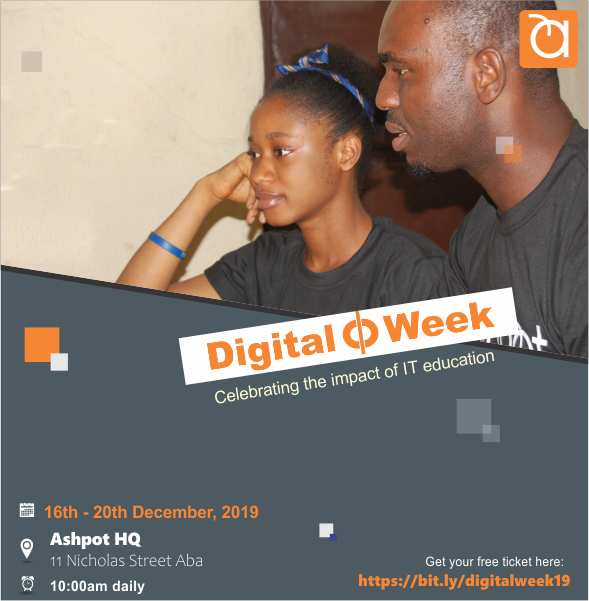 Digital Week
Celebrating the impact of IT education
16th - 20th December, 2019
Ashpot HQ
11 Nicholas Street Aba
10:00am daily
Get your free ticket here:
https://bit.ly/digitalweek19